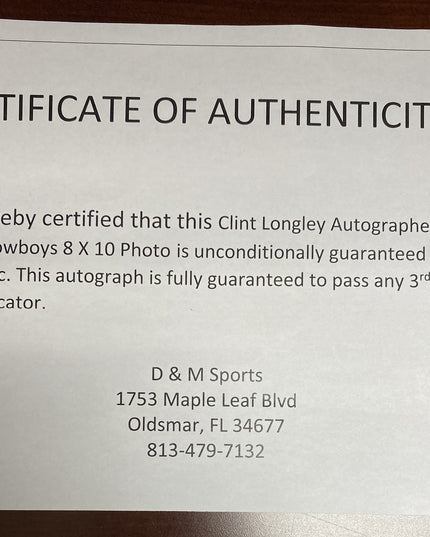 TIFICATE OF AUTHENTICIT
eby certified that this Clint Longley Autographe
owboys 8 X 10 Photo is unconditionally guaranteed
c. This autograph is fully guaranteed to pass any 3rd
cator.
D & M Sports
1753 Maple Leaf Blvd
Oldsmar, FL 34677
813-479-7132